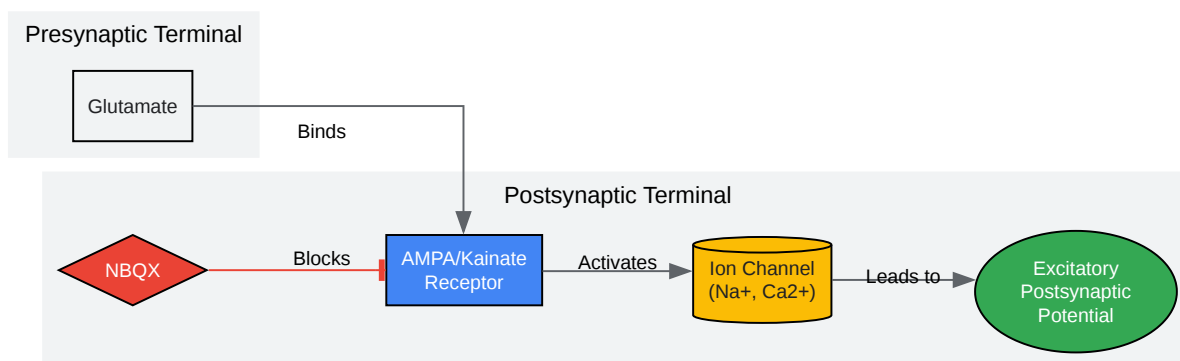 Presynaptic Terminal
Glutamate
Binds
Postsynaptic Terminal
NBQX
Blocks
AMPA/Kainate
Receptor
Activates
Ion Channel
(Na+, Ca2+)
Leads to
Excitatory
Postsynaptic
Potential